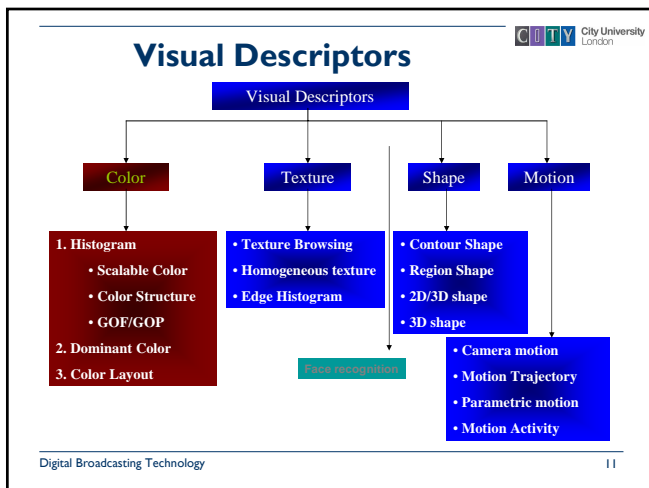 CITY City University
London
Visual Descriptors
Visual Descriptors
Color
Texture
Shape
Motion
1. Histogram
• Scalable Color
• Color Structure
• GOF/GOP
2. Dominant Color
3. Color Layout
• Texture Browsing
• Homogeneous texture
• Edge Histogram
• Contour Shape
• Region Shape
• 2D/3D shape
• 3D shape
Face recognition
• Camera motion
• Motion Trajectory
• Parametric motion
• Motion Activity
Digital Broadcasting Technology
11